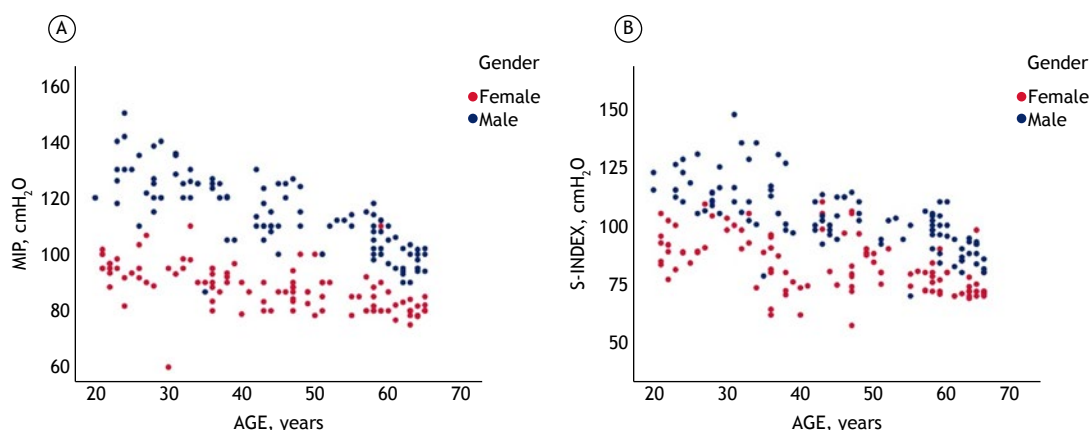 A
MIP, cmH2O
160
140
120
100
80
60
20 30 40 50 60 70
AGE, years
Gender
Female
Male
B
S-INDEX, cmH2O
150
125
100
75
50
20 30 40 50 60 70
AGE, years
Gender
Female
Male